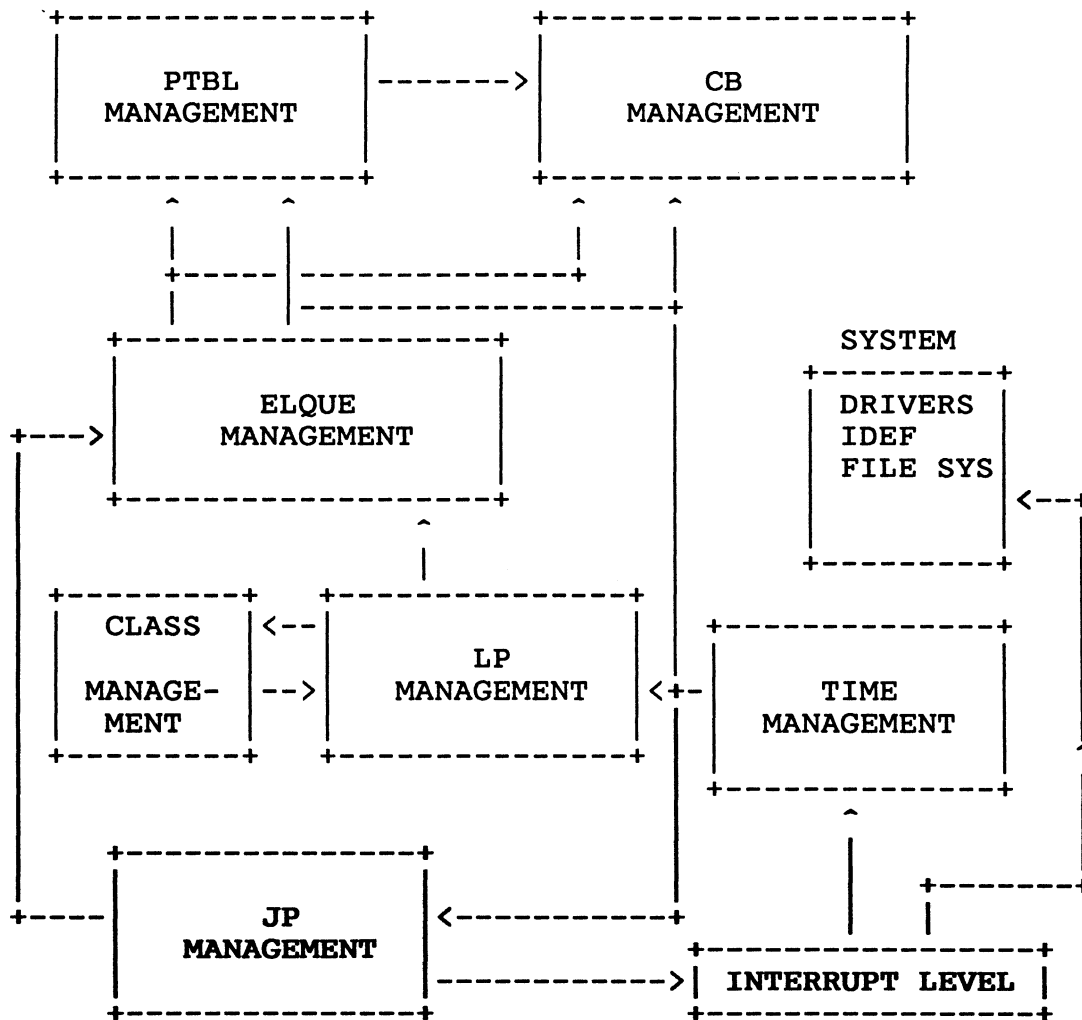 PTBL
MANAGEMENT
CB
MANAGEMENT
ELQUE
MANAGEMENT
SYSTEM
DRIVERS
IDEF
FILE SYS
CLASS
MANAGE-
MENT
LP
MANAGEMENT
TIME
MANAGEMENT
JP
MANAGEMENT
INTERRUPT LEVEL